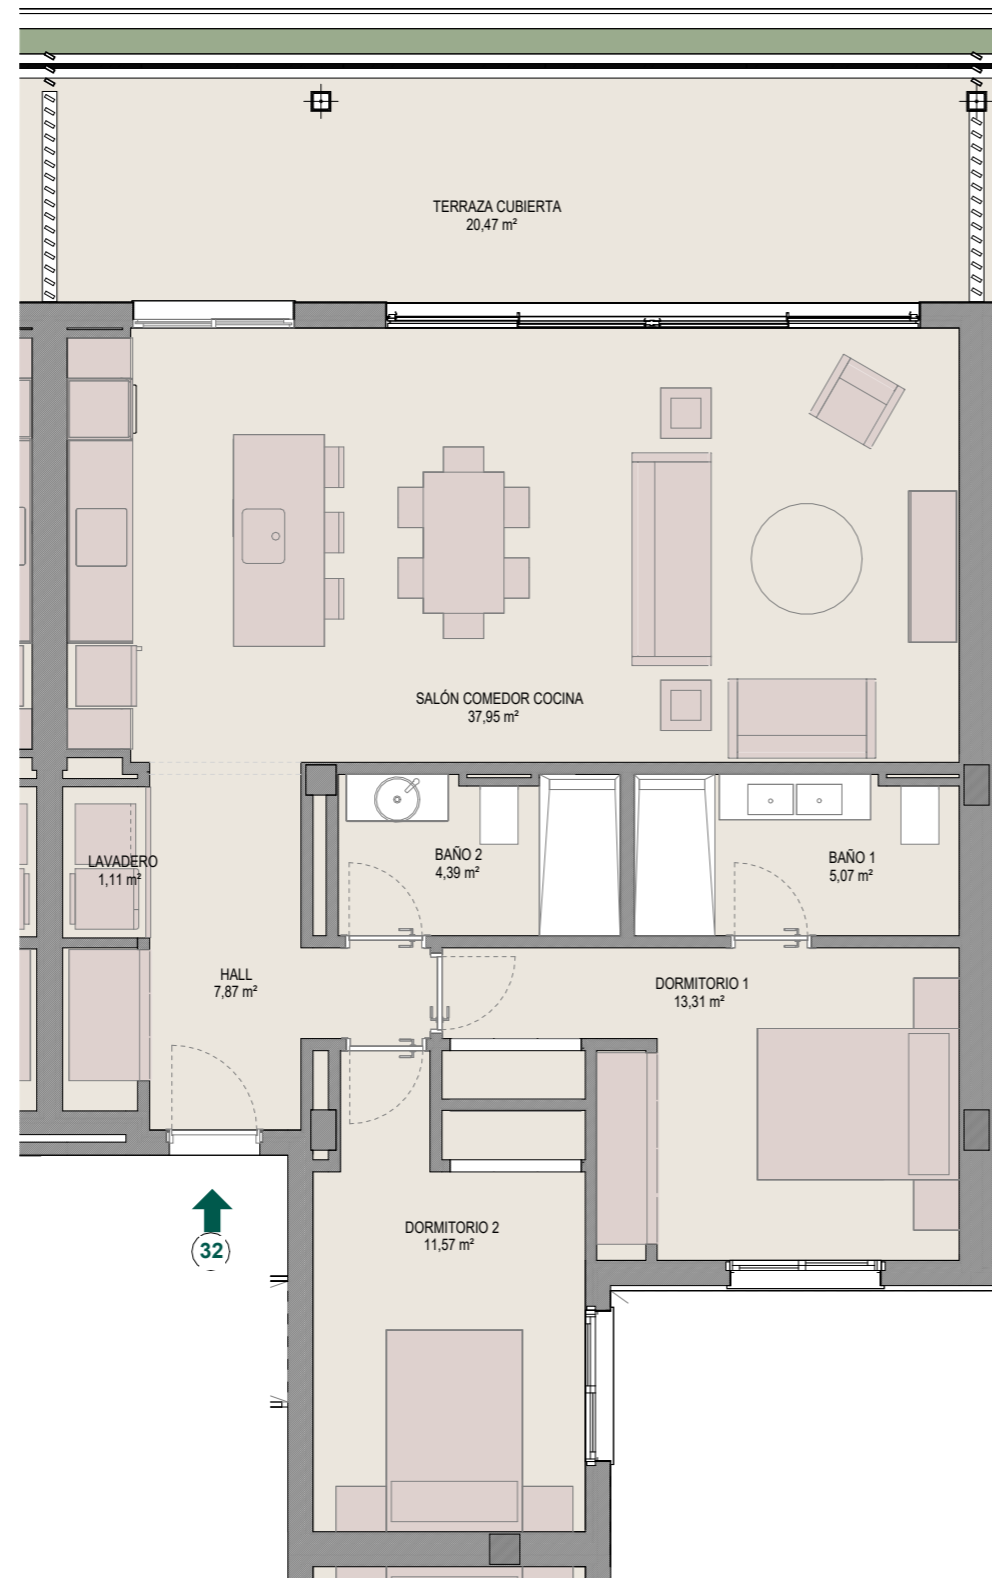 TERRAZA CUBIERTA
20,47 m²
SALÓN COMEDOR COCINA
37,95 m²
LAVADERO
1,11 m²
BAÑO 2
4,39 m²
BAÑO 1
5,07 m²
HALL
7,87 m²
DORMITORIO 1
13,31 m²
DORMITORIO 2
11,57 m²
32